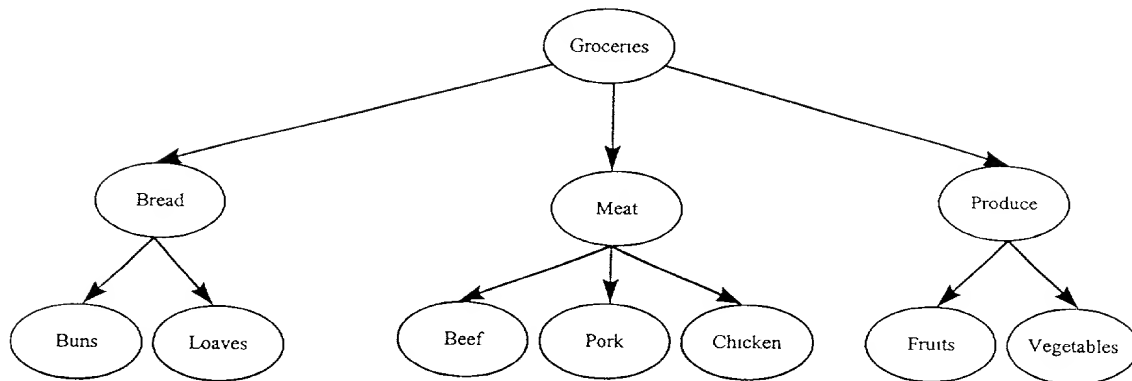 Groceries
Bread
Meat
Produce
Buns
Loaves
Beef
Pork
Chicken
Fruits
Vegetables